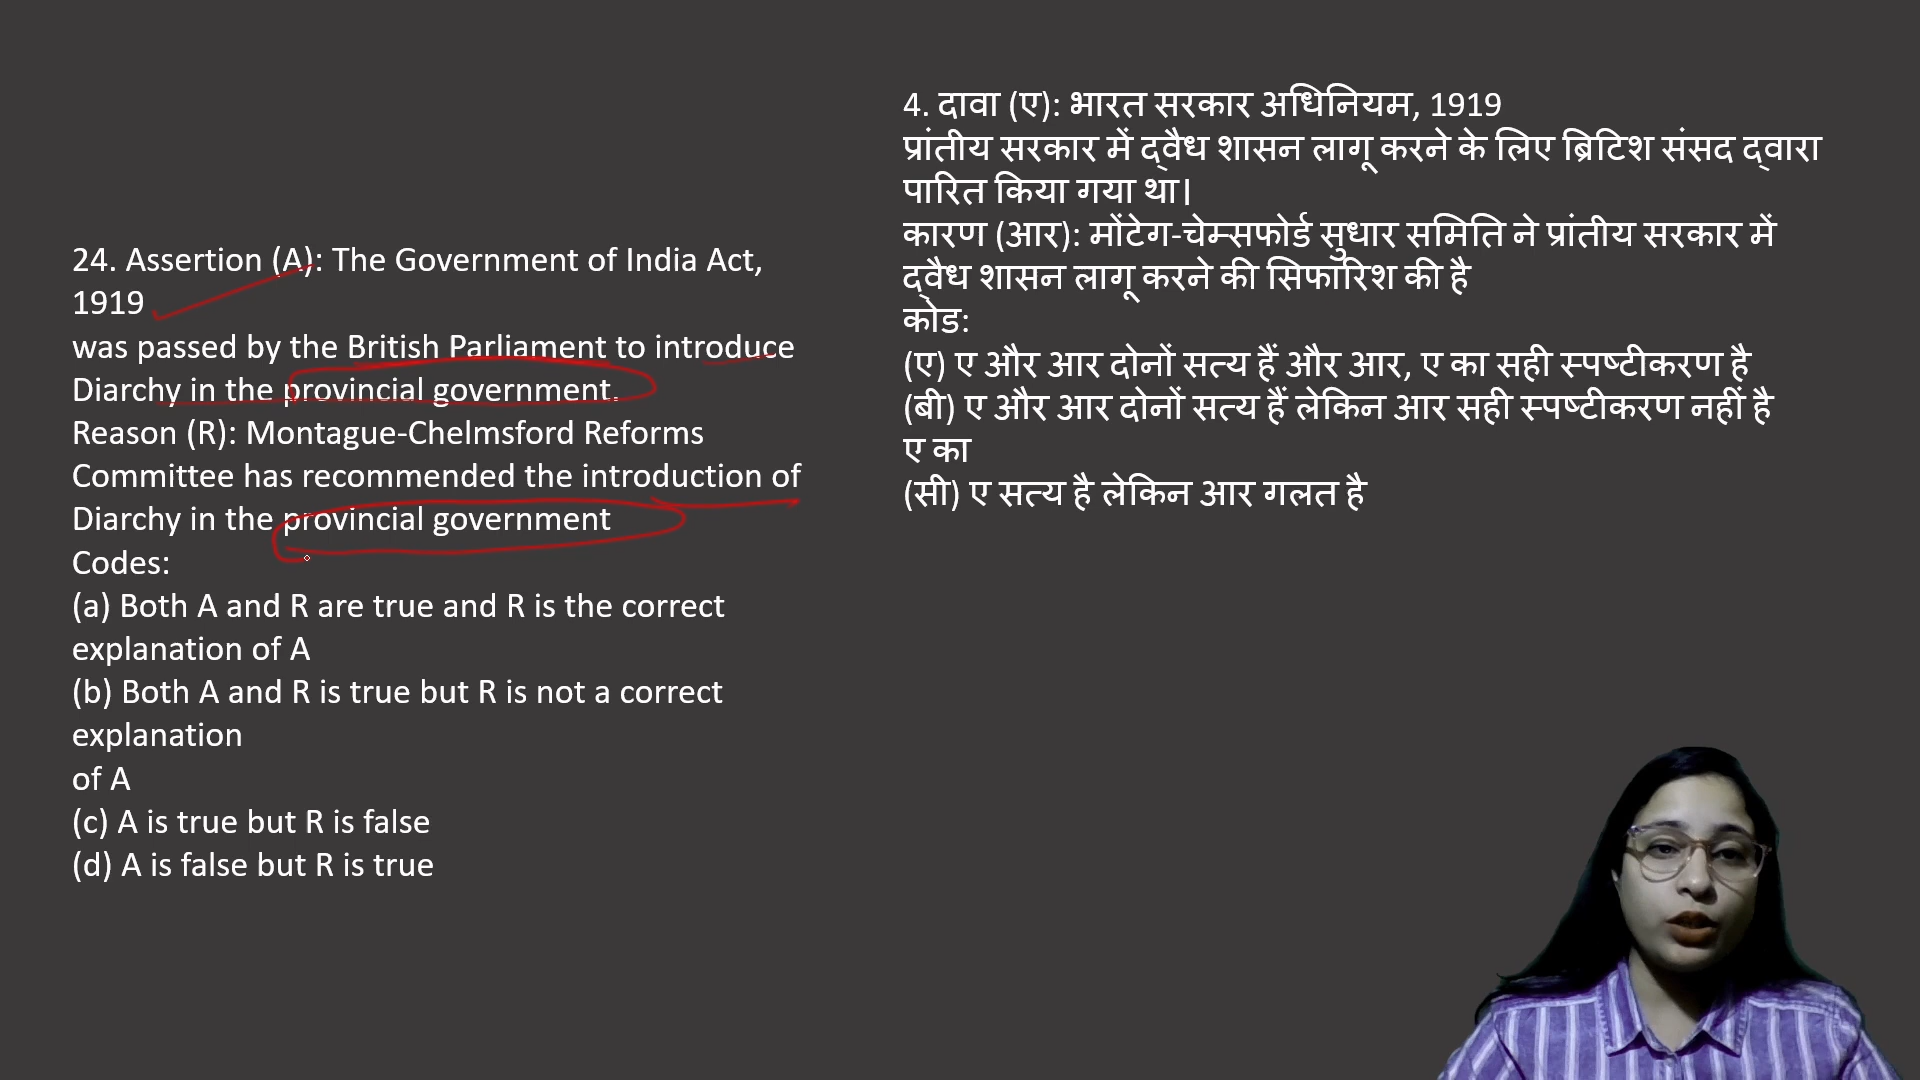 24. Assertion (A): The Government of India Act,
1919
was passed by the British Parliament to introduce
Diarchy in the provincial government.
Reason (R): Montague-Chelmsford Reforms
Committee has recommended the introduction of
Diarchy in the provincial government
Codes:
(a) Both A and R are true and R is the correct
explanation of A
(b) Both A and R is true but R is not a correct
explanation
of A
(c) A is true but R is false
(d) A is false but R is true
4. दावा (ए): भारत सरकार अधिनियम, 1919
प्रांतीय सरकार में द्वैध शासन लागू करने के लिए ब्रिटिश संसद द्वारा
पारित किया गया था।
कारण (आर): मोंटेग-चेम्सफोर्ड सुधार समिति ने प्रांतीय सरकार में
द्वैध शासन लागू करने की सिफारिश की है
कोड:
(ए) ए और आर दोनों सत्य हैं और आर, ए का सही स्पष्टीकरण है
(बी) ए और आर दोनों सत्य हैं लेकिन आर सही स्पष्टीकरण नहीं है
ए का
(सी) ए सत्य है लेकिन आर गलत है